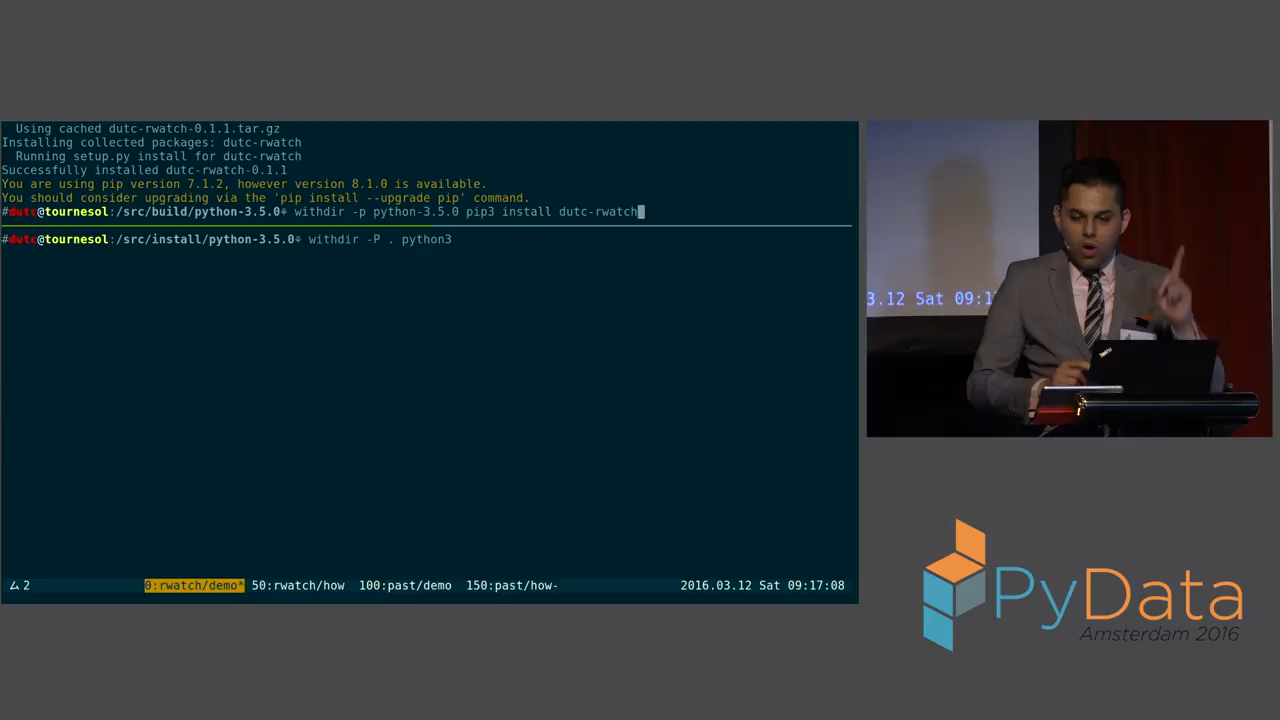 Using cached dutc-rwatch-0.1.1.tar.gz
Installing collected packages: dutc-rwatch
Running setup.py install for dutc-rwatch
Successfully installed dutc-rwatch-0.1.1
You are using pip version 7.1.2, however version 8.1.0 is available.
You should consider upgrading via the 'pip install --upgrade pip' command.
#dutc@tournesol:/src/build/python-3.5.0 withdir -p python-3.5.0 pip3 install dutc-rwatch
#dutc@tournesol:/src/install/python-3.5.0 withdir -P . python3
2 0:rwatch/demo* 50:rwatch/how 100:past/demo 150:past/how- 2016.03.12 Sat 09:17:08
3.12 Sat 09:1
PyData
Amsterdam 2016